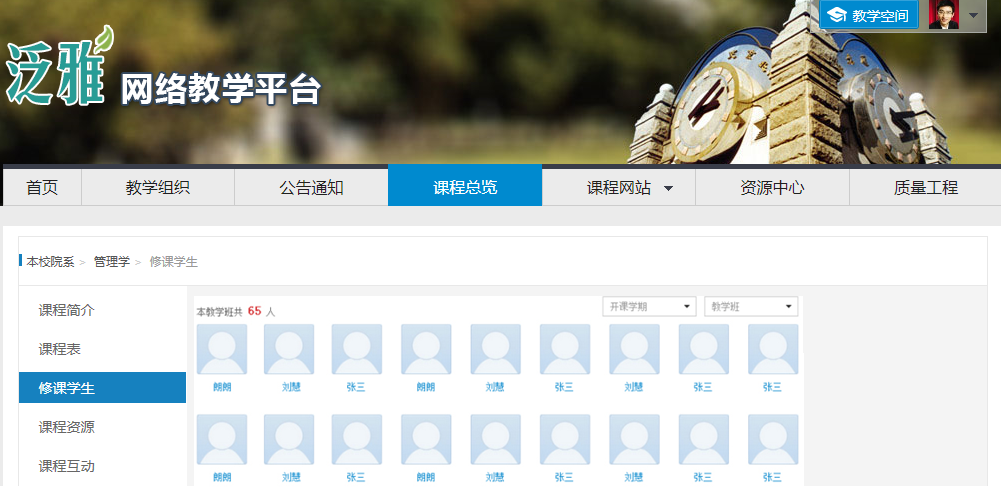 教学空间
泛雅 网络教学平台
首页 教学组织 公告通知 课程总览 课程网站 资源中心 质量工程
本校院系 > 管理学 > 修课学生
课程简介
课程表
修课学生
课程资源
课程互动
本教学班共 65 人 开课学期 教学班
朗朗 刘慧 张三 朗朗 刘慧 张三 刘慧 张三 张三
朗朗 刘慧 张三 朗朗 刘慧 张三 刘慧 张三 张三